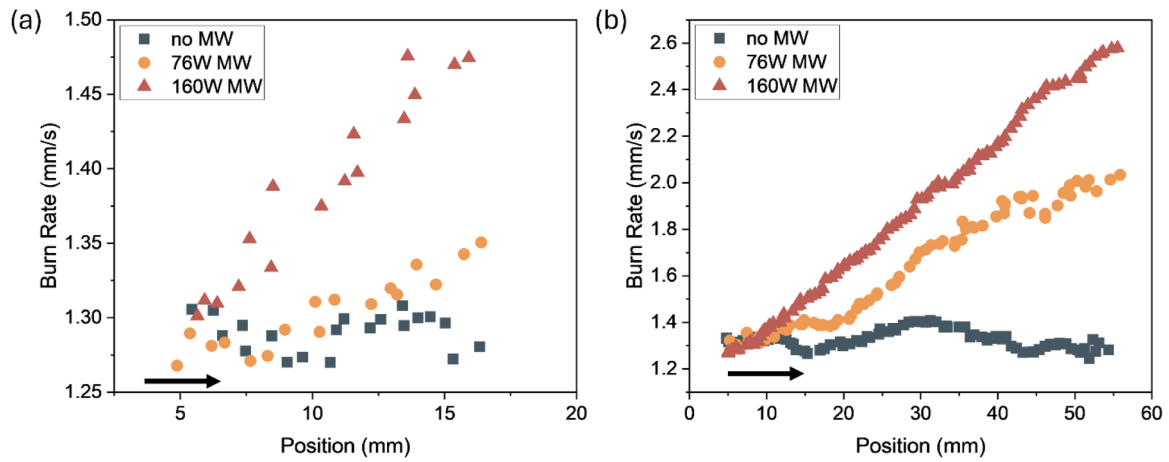 (a)
no MW
76W MW
160W MW
Burn Rate (mm/s)
1.50
1.45
1.40
1.35
1.30
1.25
5
10
15
20
Position (mm)
(b)
no MW
76W MW
160W MW
Burn Rate (mm/s)
2.6
2.4
2.2
2.0
1.8
1.6
1.4
1.2
0
10
20
30
40
50
60
Position (mm)